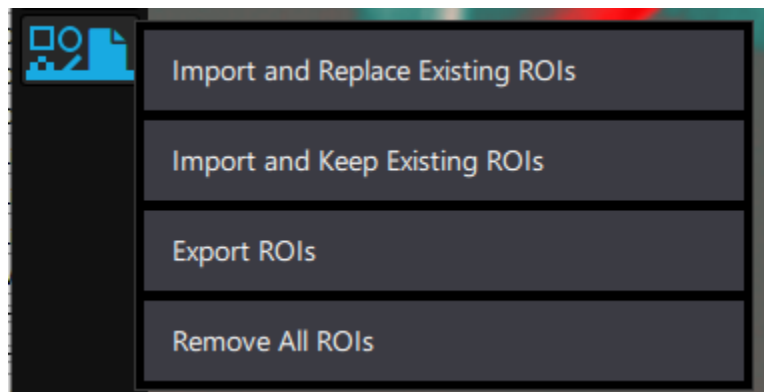 Import and Replace Existing ROIs
Import and Keep Existing ROIs
Export ROIs
Remove All ROIs